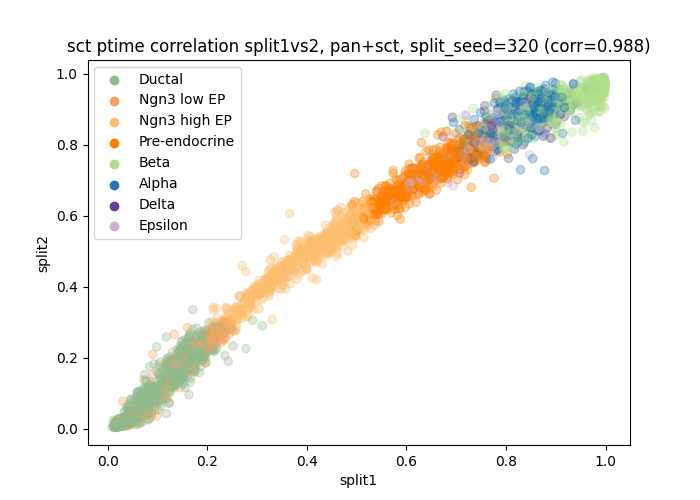 sct ptime correlation split1vs2, pan+sct, split_seed=320 (corr=0.988)
Ductal
Ngn3 low EP
Ngn3 high EP
Pre-endocrine
Beta
Alpha
Delta
Epsilon
split2
1.0
0.8
0.6
0.4
0.2
0.0
0.0 0.2 0.4 0.6 0.8 1.0
split1